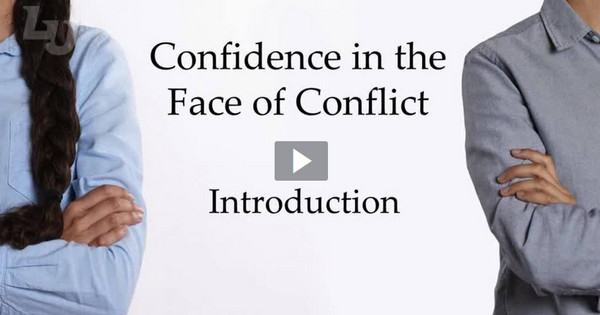 LU
Confidence in the
Face of Conflict
Introduction